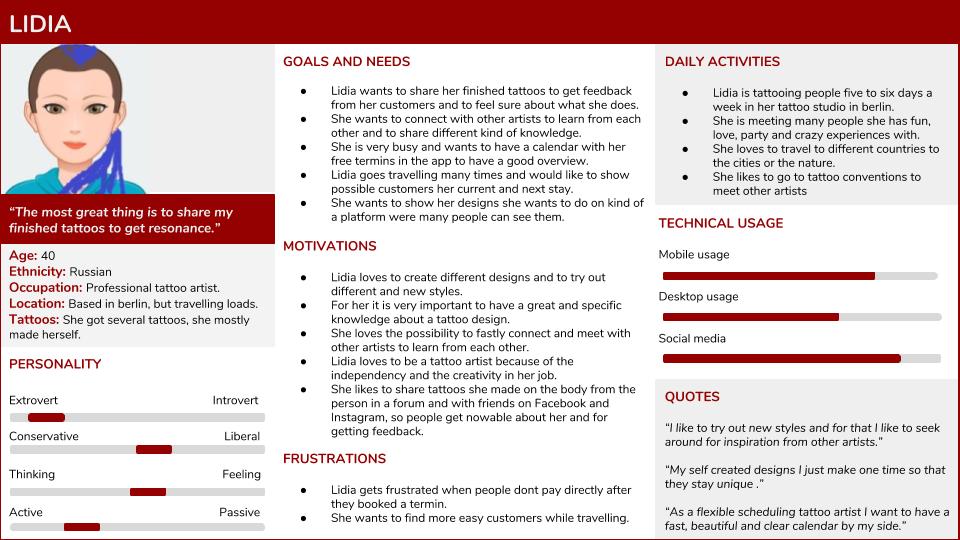 LIDIA
“The most great thing is to share my
finished tattoos to get resonance.”
Age: 40
Ethnicity: Russian
Occupation: Professional tattoo artist.
Location: Based in berlin, but travelling loads.
Tattoos: She got several tattoos, she mostly
made herself.
PERSONALITY
Extrovert Introvert
Conservative Liberal
Thinking Feeling
Active Passive
GOALS AND NEEDS
● Lidia wants to share her finished tattoos to get feedback
from her customers and to feel sure about what she does.
● She wants to connect with other artists to learn from each
other and to share different kind of knowledge.
● She is very busy and wants to have a calendar with her
free termins in the app to have a good overview.
● Lidia goes travelling many times and would like to show
possible customers her current and next stay.
● She wants to show her designs she wants to do on kind of
a platform were many people can see them.
MOTIVATIONS
● Lidia loves to create different designs and to try out
different and new styles.
● For her it is very important to have a great and specific
knowledge about a tattoo design.
● She loves the possibility to fastly connect and meet with
other artists to learn from each other.
● Lidia loves to be a tattoo artist because of the
independency and the creativity in her job.
● She likes to share tattoos she made on the body from the
person in a forum and with friends on Facebook and
Instagram, so people get nowable about her and for
getting feedback.
FRUSTRATIONS
● Lidia gets frustrated when people dont pay directly after
they booked a termin.
● She wants to find more easy customers while travelling.
DAILY ACTIVITIES
● Lidia is tattooing people five to six days a
week in her tattoo studio in berlin.
● She is meeting many people she has fun,
love, party and crazy experiences with.
● She loves to travel to different countries to
the cities or the nature.
● She likes to go to tattoo conventions to
meet other artists
TECHNICAL USAGE
Mobile usage
Desktop usage
Social media
QUOTES
“I like to try out new styles and for that I like to seek
around for inspiration from other artists.”
“My self created designs I just make one time so that
they stay unique .”
“As a flexible scheduling tattoo artist I want to have a
fast, beautiful and clear calendar by my side.”